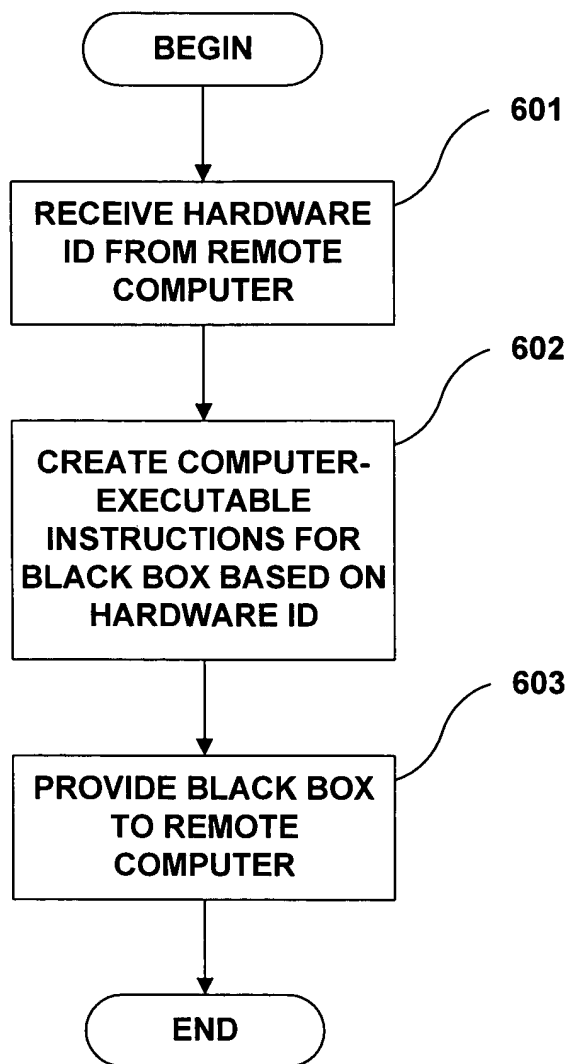 BEGIN
601
RECEIVE HARDWARE
ID FROM REMOTE
COMPUTER
602
CREATE COMPUTER-
EXECUTABLE
INSTRUCTIONS FOR
BLACK BOX BASED ON
HARDWARE ID
603
PROVIDE BLACK BOX
TO REMOTE
COMPUTER
END